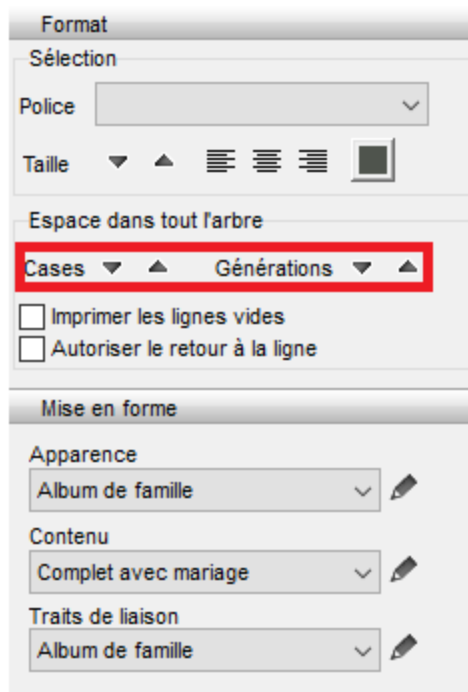 Format
Sélection
Police
Taille
Espace dans tout l'arbre
Cases Générations
Imprimer les lignes vides
Autoriser le retour à la ligne
Mise en forme
Apparence
Album de famille
Contenu
Complet avec mariage
Traits de liaison
Album de famille